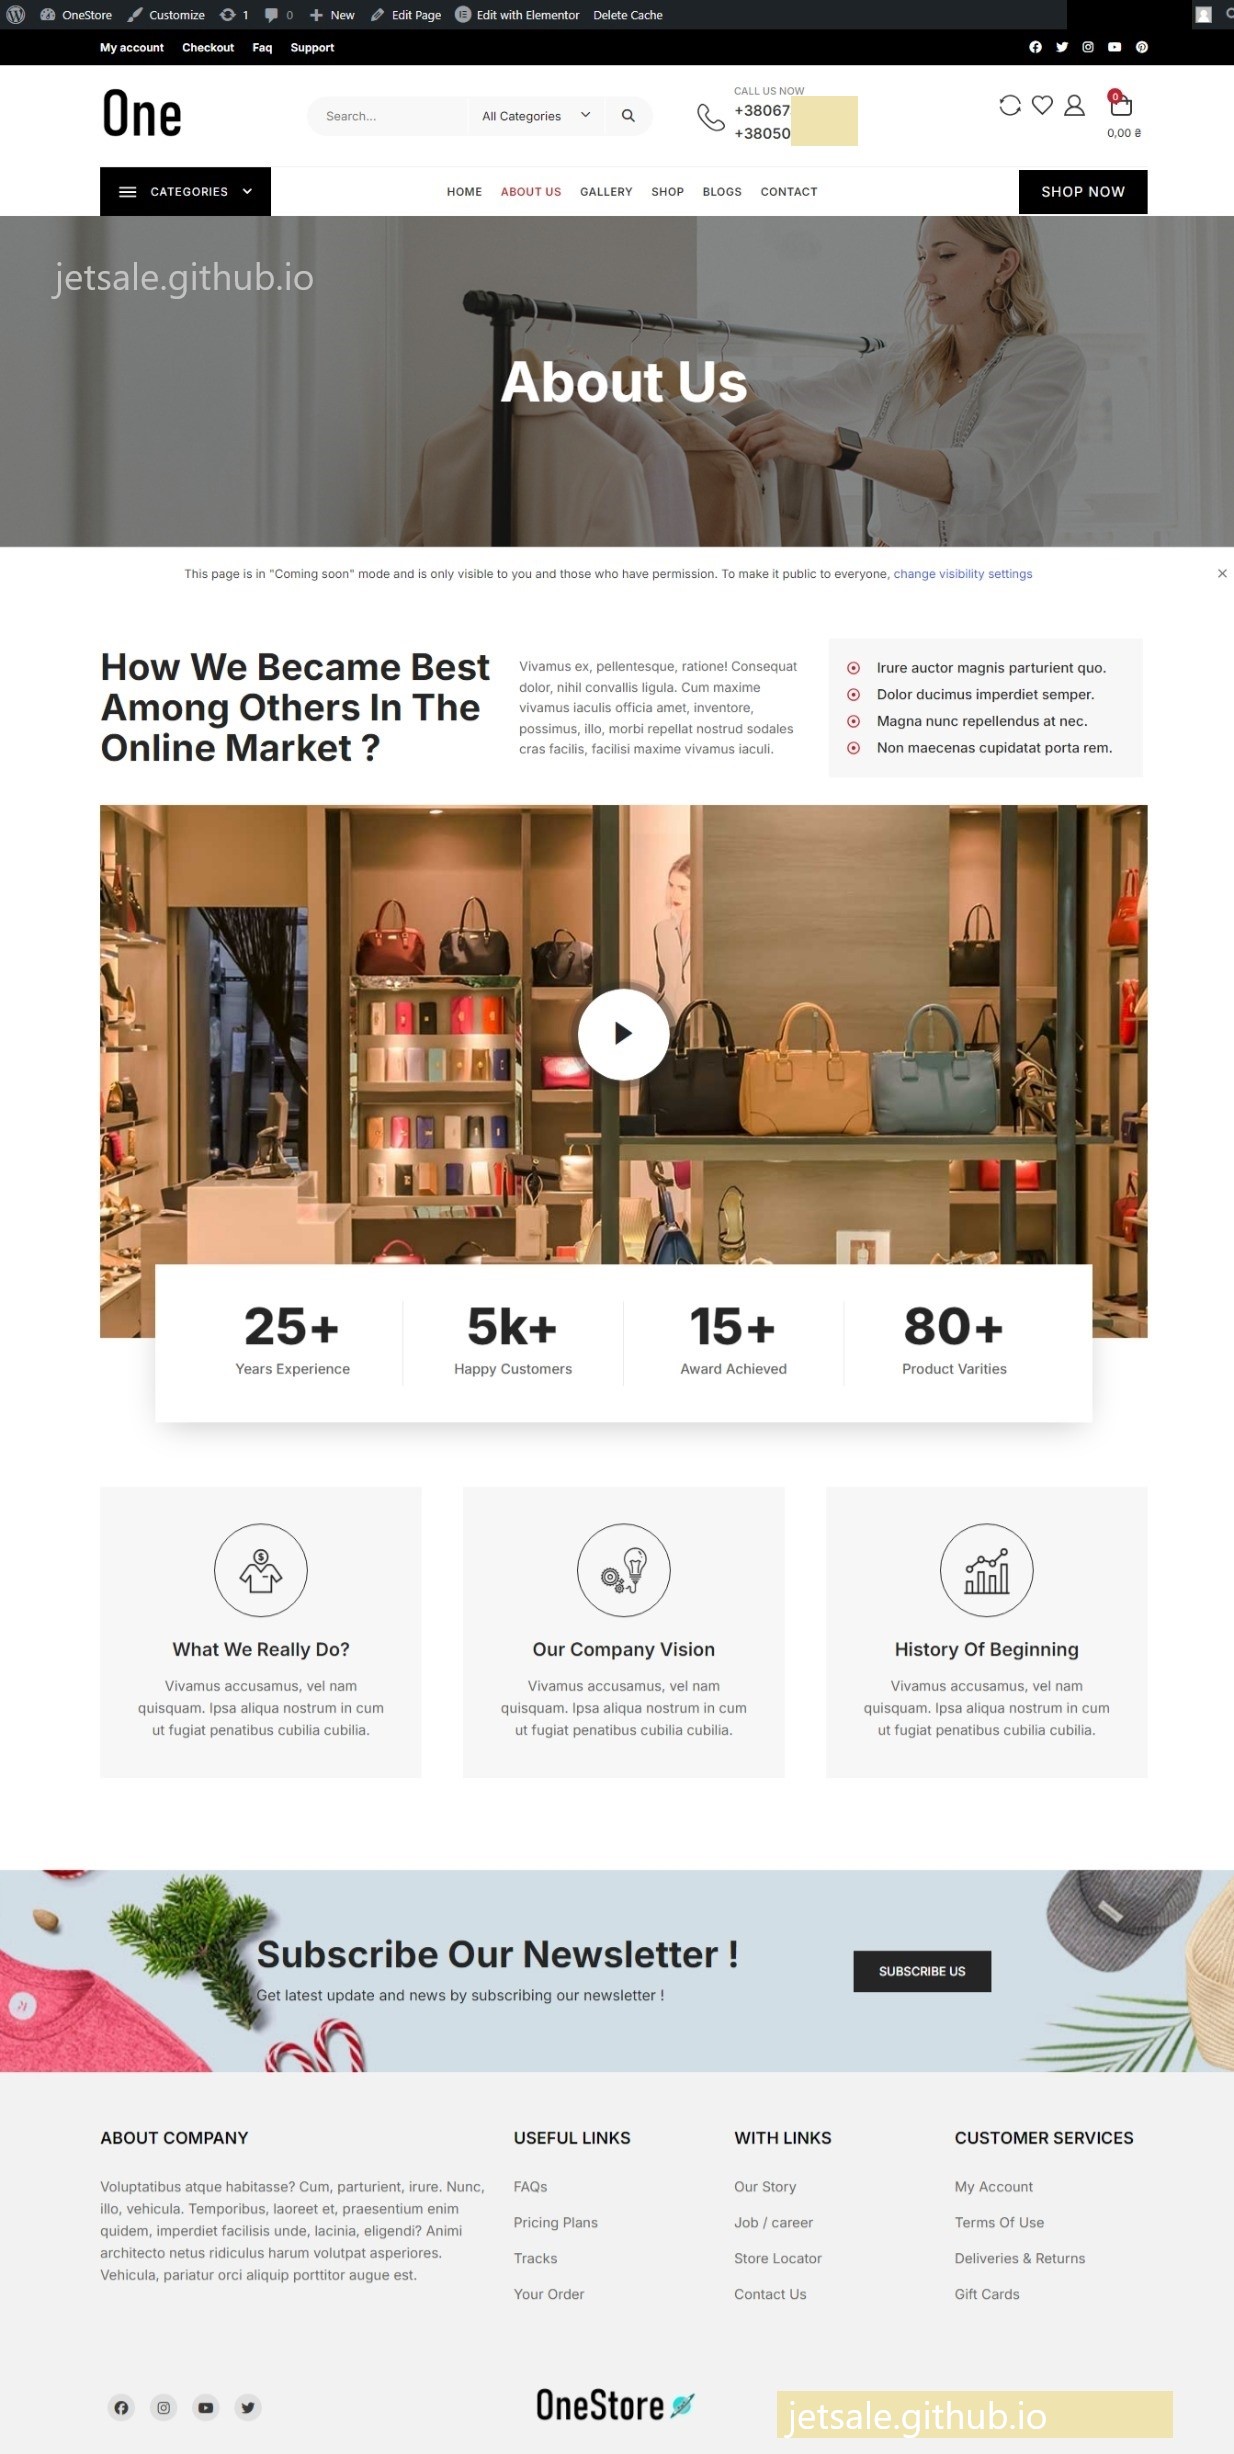 OneStore Customize 1 0 New Edit Page Edit with Elementor Delete Cache
My account Checkout Faq Support
One
Search...
All Categories
CALL US NOW
+38067
+38050
0
0,00 ₴
CATEGORIES
HOME ABOUT US GALLERY SHOP BLOGS CONTACT
SHOP NOW
jetsale.github.io
About Us
This page is in "Coming soon" mode and is only visible to you and those who have permission. To make it public to everyone, change visibility settings
How We Became Best
Among Others In The
Online Market ?
Vivamus ex, pellentesque, ratione! Consequat
dolor, nihil convallis ligula. Cum maxime
vivamus iaculis officia amet, inventore,
possimus, illo, morbi repellat nostrud sodales
cras facilis, facilisi maxime vivamus iaculi.
Irure auctor magnis parturient quo.
Dolor ducimus imperdiet semper.
Magna nunc repellendus at nec.
Non maecenas cupidatat porta rem.
25+
Years Experience
5k+
Happy Customers
15+
Award Achieved
80+
Product Varities
What We Really Do?
Vivamus accusamus, vel nam
quisquam. Ipsa aliqua nostrum in cum
ut fugiat penatibus cubilia cubilia.
Our Company Vision
Vivamus accusamus, vel nam
quisquam. Ipsa aliqua nostrum in cum
ut fugiat penatibus cubilia cubilia.
History Of Beginning
Vivamus accusamus, vel nam
quisquam. Ipsa aliqua nostrum in cum
ut fugiat penatibus cubilia cubilia.
Subscribe Our Newsletter !
Get latest update and news by subscribing our newsletter !
SUBSCRIBE US
ABOUT COMPANY
Voluptatibus atque habitasse? Cum, parturient, irure. Nunc,
illo, vehicula. Temporibus, laoreet et, praesentium enim
quidem, imperdiet facilisis unde, lacinia, eligendi? Animi
architecto netus ridiculus harum volutpat asperiores.
Vehicula, pariatur orci aliquip porttitor augue est.
USEFUL LINKS
FAQs
Pricing Plans
Tracks
Your Order
WITH LINKS
Our Story
Job / career
Store Locator
Contact Us
CUSTOMER SERVICES
My Account
Terms Of Use
Deliveries & Returns
Gift Cards
OneStore
jetsale.github.io